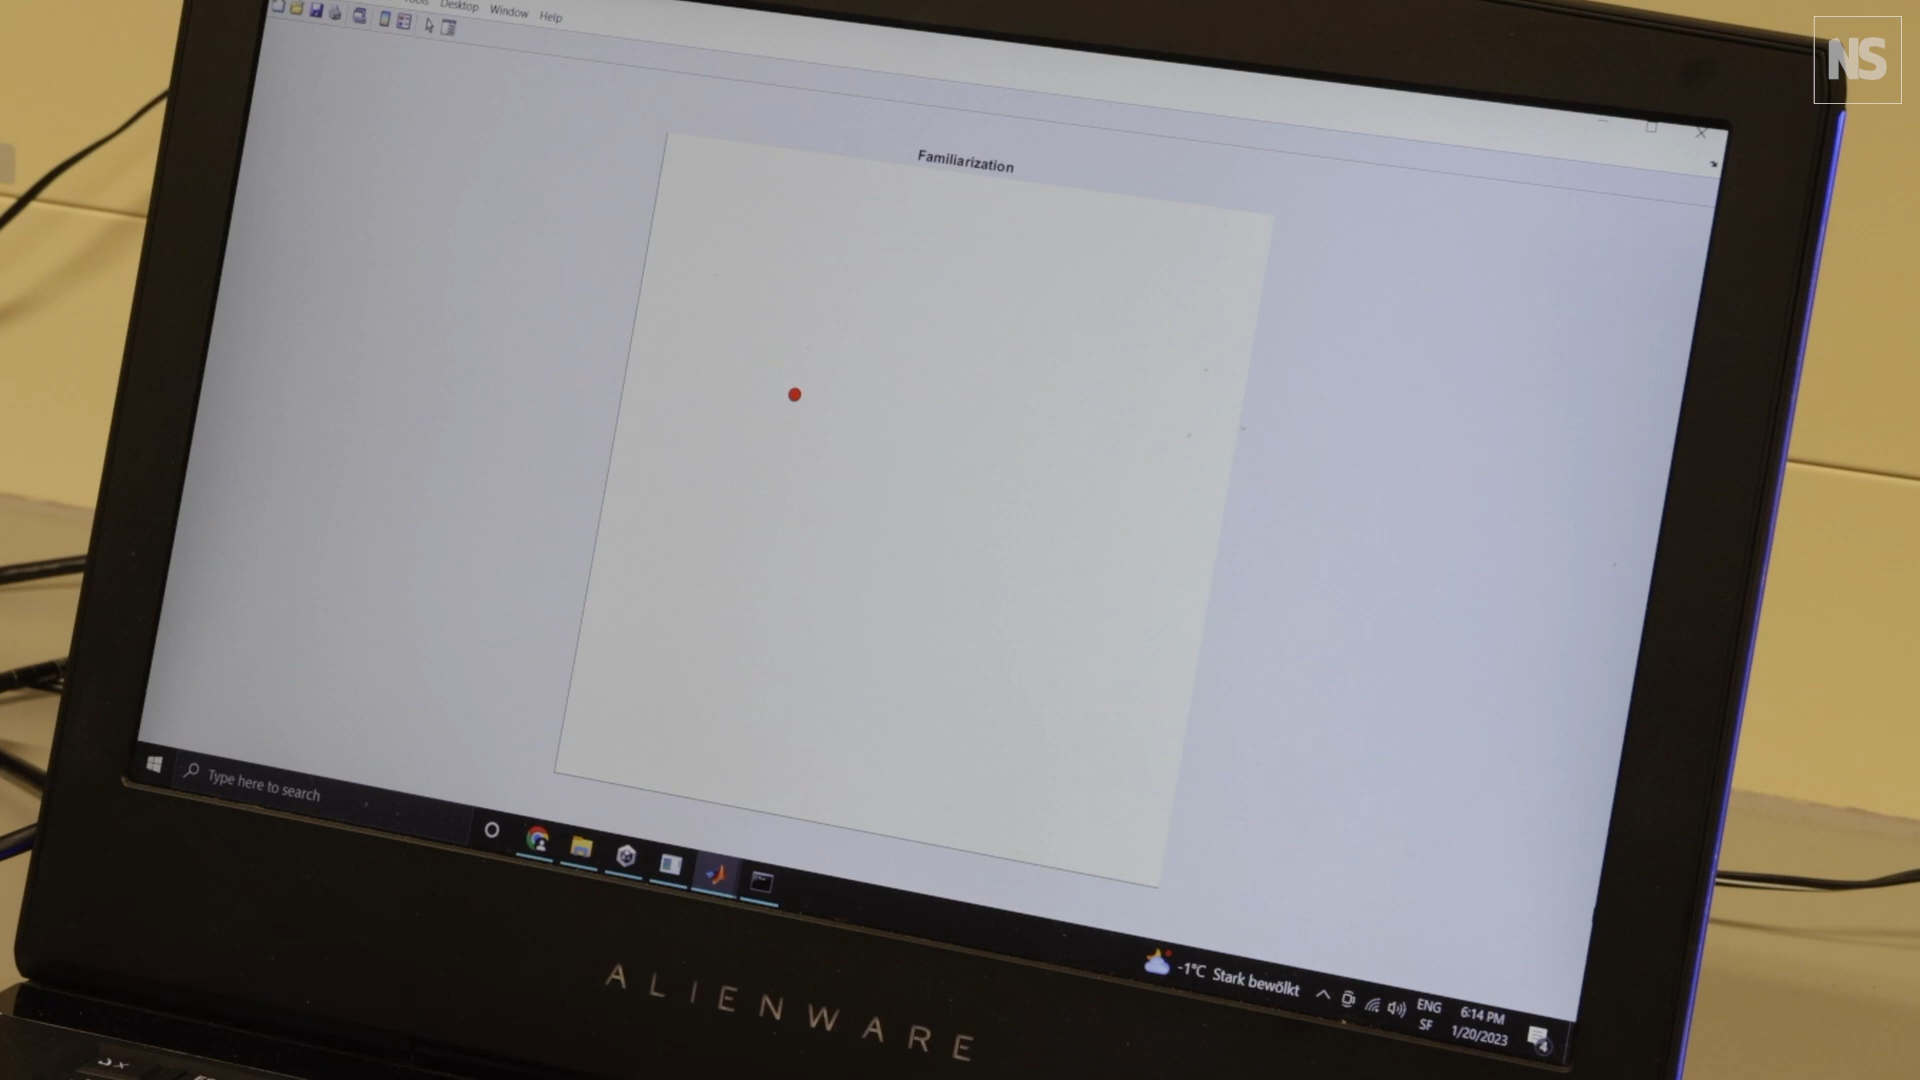 NS
Desktop Window Help
Familiarization
Type here to search
-1°C Stark bewölkt
ENG
SF
6:14 PM
1/20/2023
4
ALIENWARE